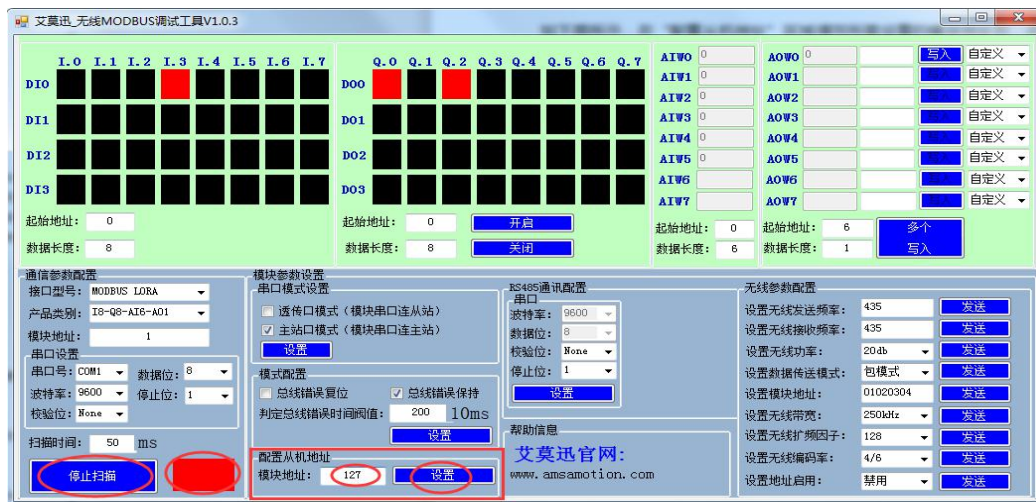 艾莫迅_无线MODBUS调试工具V1.0.3
I.0 I.1 I.2 I.3 I.4 I.5 I.6 I.7
DI0
DI1
DI2
DI3
起始地址: 0
数据长度: 8
Q.0 Q.1 Q.2 Q.3 Q.4 Q.5 Q.6 Q.7
DO0
DO1
DO2
DO3
起始地址: 0 开启
数据长度: 8 关闭
AIW0 0
AIW1 0
AIW2 0
AIW3 0
AIW4 0
AIW5 0
AIW6
AIW7
起始地址: 0
数据长度: 6
AOW0 0 写入 自定义
AOW1 自定义
AOW2 自定义
AOW3 自定义
AOW4 自定义
AOW5 自定义
AOW6 自定义
AOW7 自定义
起始地址: 6
数据长度: 1
多个
写入
通信参数配置
接口型号: MODBUS LORA
产品类别: I8-Q8-AI6-AO1
模块地址: 1
串口设置
串口号: COM1 数据位: 8
波特率: 9600 停止位: 1
校验位: None
扫描时间: 50 ms
停止扫描
模块参数设置
串口模式设置
透传口模式（模块串口连从站）
主站口模式（模块串口连主站）
设置
模式配置
总线错误复位 总线错误保持
判定总线错误时间阀值: 200 10ms
设置
配置从机地址
模块地址: 127 设置
RS485通讯配置
串口
波特率: 9600
数据位: 8
校验位: None
停止位: 1
设置
帮助信息
艾莫迅官网:
www.amsamotion.com
无线参数配置
设置无线发送频率: 435 发送
设置无线接收频率: 435 发送
设置无线功率: 20db 发送
设置数据传送模式: 包模式 发送
设置模块地址: 01020304 发送
设置无线带宽: 250kHz 发送
设置无线扩频因子: 128 发送
设置无线编码率: 4/6 发送
设置地址启用: 禁用 发送